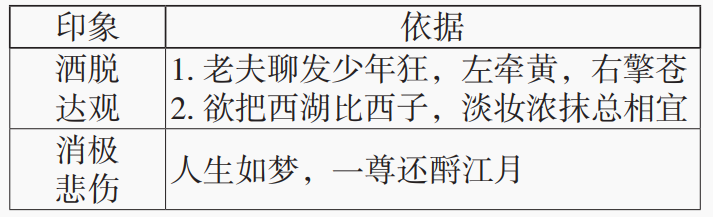 印象 依据
洒脱
达观
1. 老夫聊发少年狂，左牵黄，右擎苍
2. 欲把西湖比西子，淡妆浓抹总相宜
消极
悲伤
人生如梦，一尊还酹江月